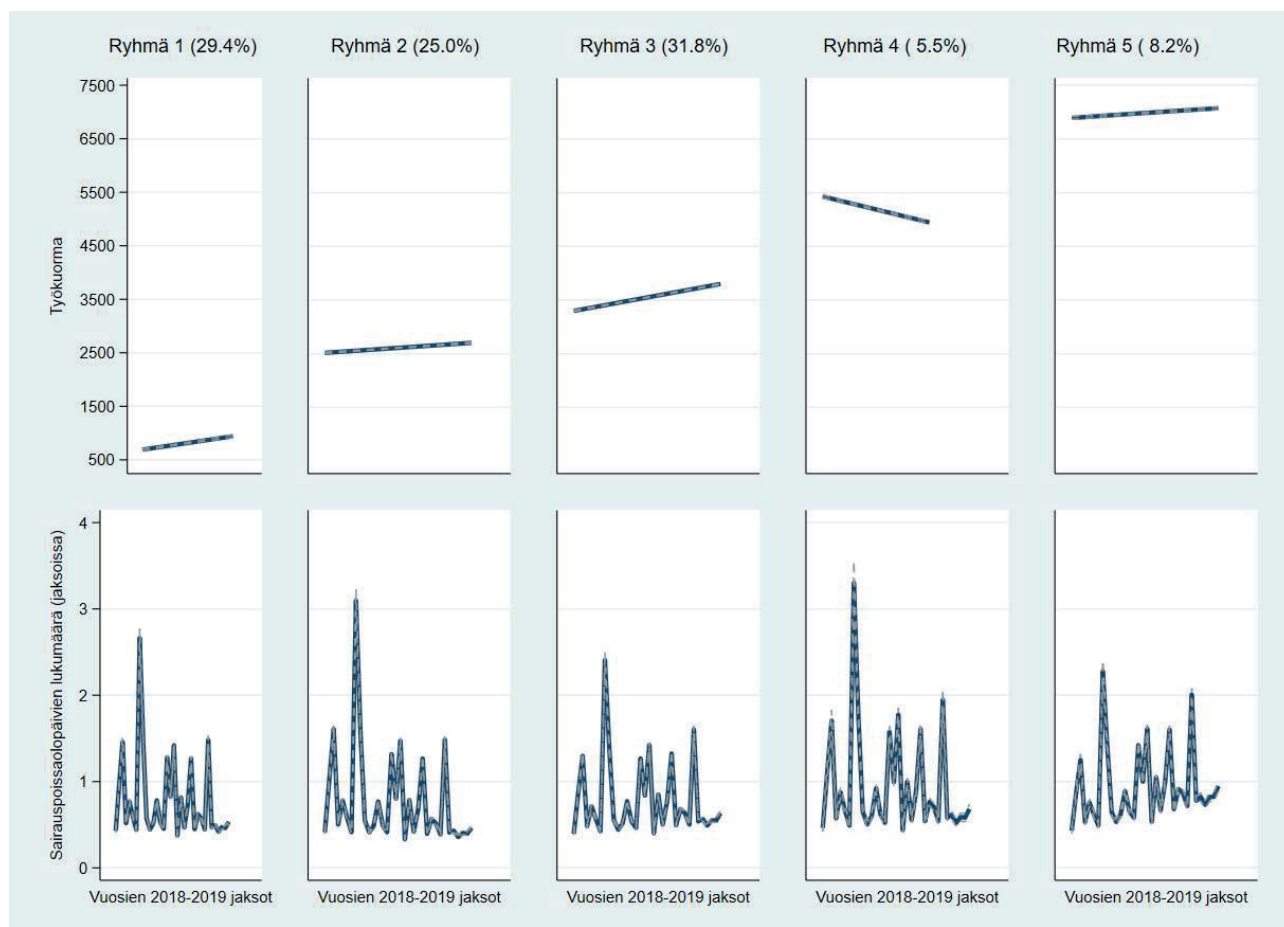 Ryhmä 1 (29.4%)
Ryhmä 2 (25.0%)
Ryhmä 3 (31.8%)
Ryhmä 4 ( 5.5%)
Ryhmä 5 ( 8.2%)
Työkuorma
7500
6500
5500
4500
3500
2500
1500
500
Sairauspoissaolopäivien lukumäärä (jaksoissa)
4
3
2
1
0
Vuosien 2018-2019 jaksot
Vuosien 2018-2019 jaksot
Vuosien 2018-2019 jaksot
Vuosien 2018-2019 jaksot
Vuosien 2018-2019 jaksot